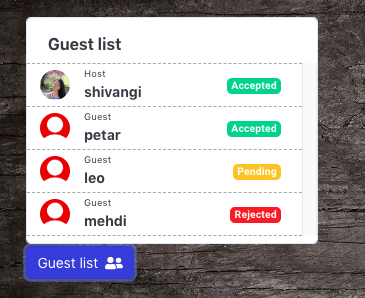 Guest list
Host
shivangi
Accepted
Guest
petar
Accepted
Guest
leo
Pending
Guest
mehdi
Rejected
Guest list